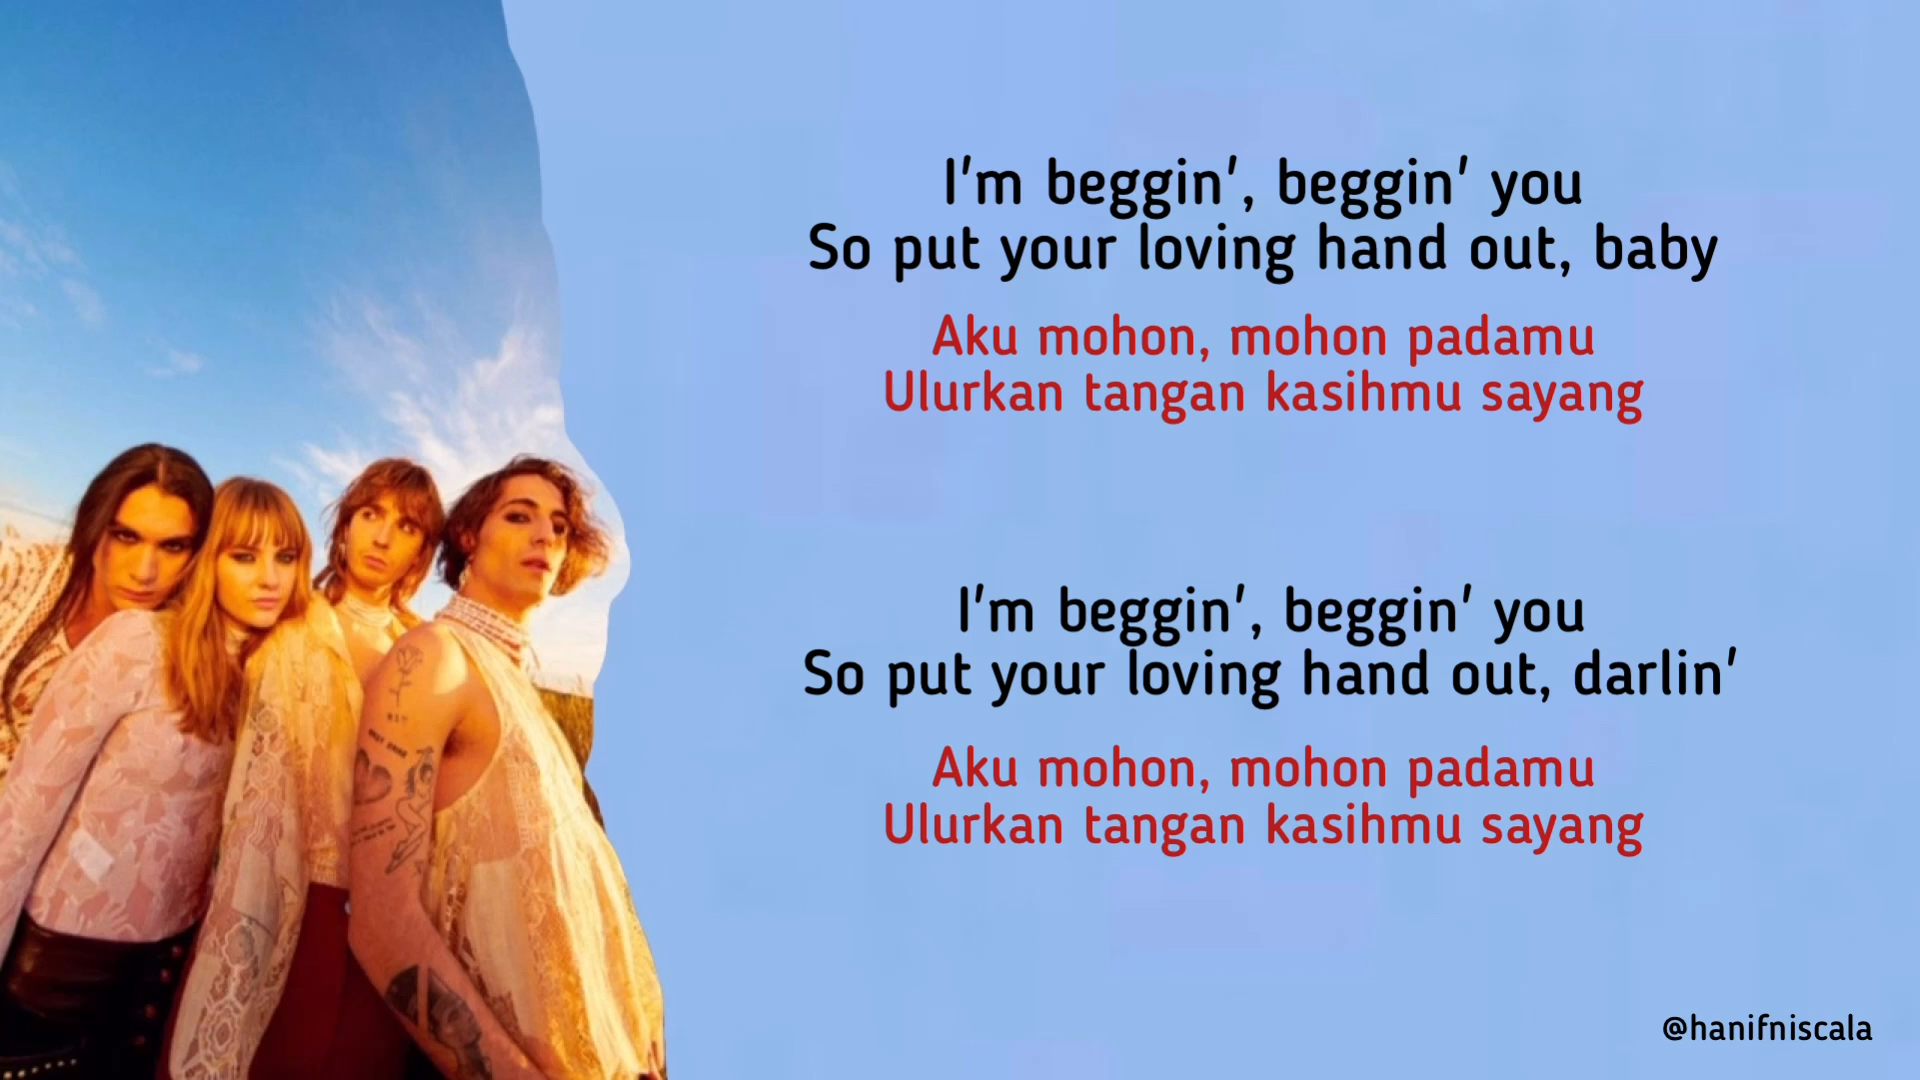 I'm beggin', beggin' you
So put your loving hand out, baby
Aku mohon, mohon padamu
Ulurkan tangan kasihmu sayang
I'm beggin', beggin' you
So put your loving hand out, darlin'
Aku mohon, mohon padamu
Ulurkan tangan kasihmu sayang
@hanifniscala